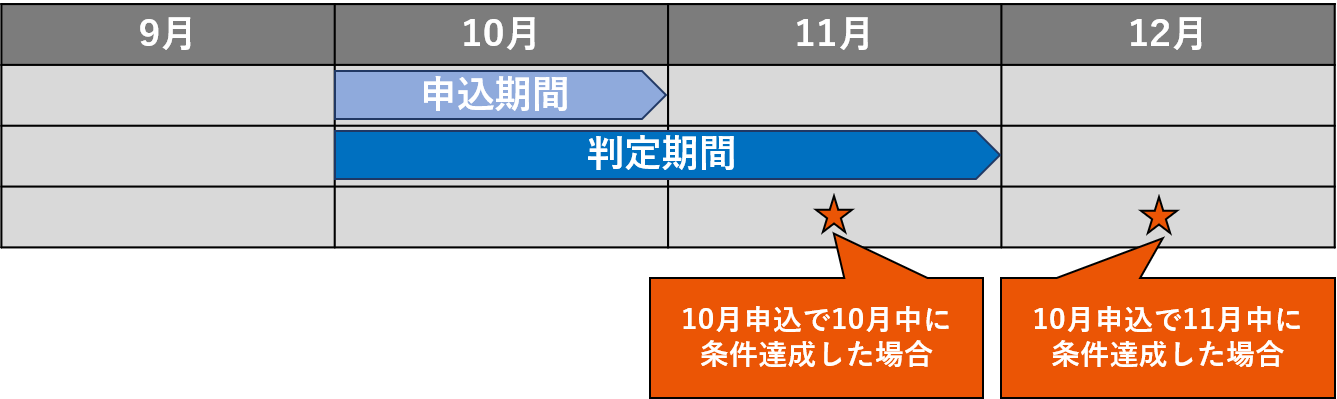 9月
10月
11月
12月
申込期間
判定期間
10月申込で10月中に
条件達成した場合
10月申込で11月中に
条件達成した場合